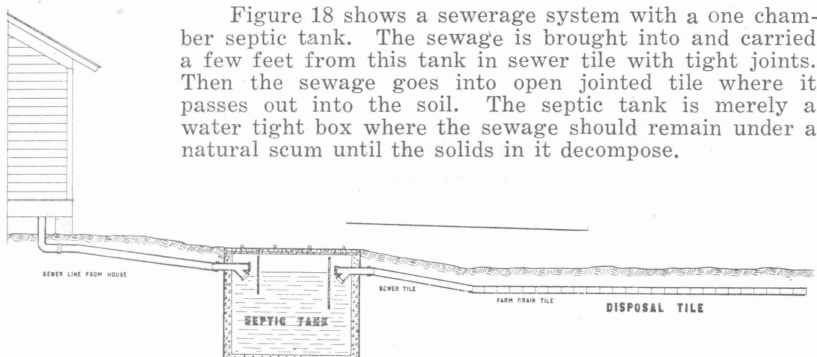 Figure 18 shows a sewerage system with a one cham-
ber septic tank. The sewage is brought into and carried
a few feet from this tank in sewer tile with tight joints.
Then the sewage goes into open jointed tile where it
passes out into the soil. The septic tank is merely a
water tight box where the sewage should remain under a
natural scum until the solids in it decompose.
SEWER LINE FROM HOUSE
SEPTIC TANK
SEWER TILE
FARM DRAIN TILE
DISPOSAL TILE